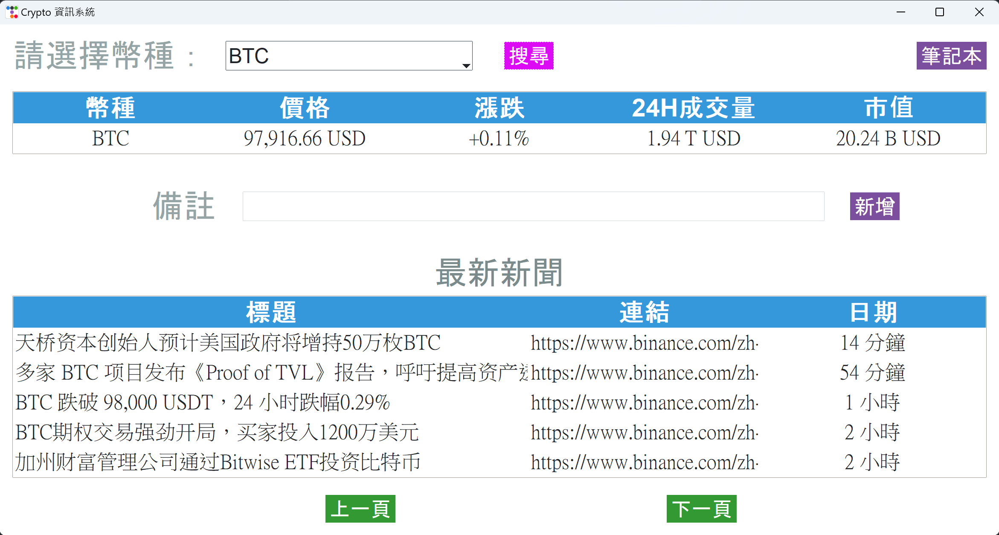 Crypto 資訊系統
請選擇幣種：
BTC
搜尋
筆記本
幣種 價格 漲跌 24H成交量 市值
BTC 97,916.66 USD +0.11% 1.94 T USD 20.24 B USD
備註
新增
最新新聞
標題 連結 日期
天桥资本创始人预计美国政府将增持50万枚BTC https://www.binance.com/zh- 14 分鐘
多家 BTC 项目发布《Proof of TVL》报告，呼吁提高资产 https://www.binance.com/zh- 54 分鐘
BTC 跌破 98,000 USDT，24 小时跌幅0.29% https://www.binance.com/zh- 1 小時
BTC期权交易强劲开局，买家投入1200万美元 https://www.binance.com/zh- 2 小時
加州财富管理公司通过Bitwise ETF投资比特币 https://www.binance.com/zh- 2 小時
上一頁 下一頁